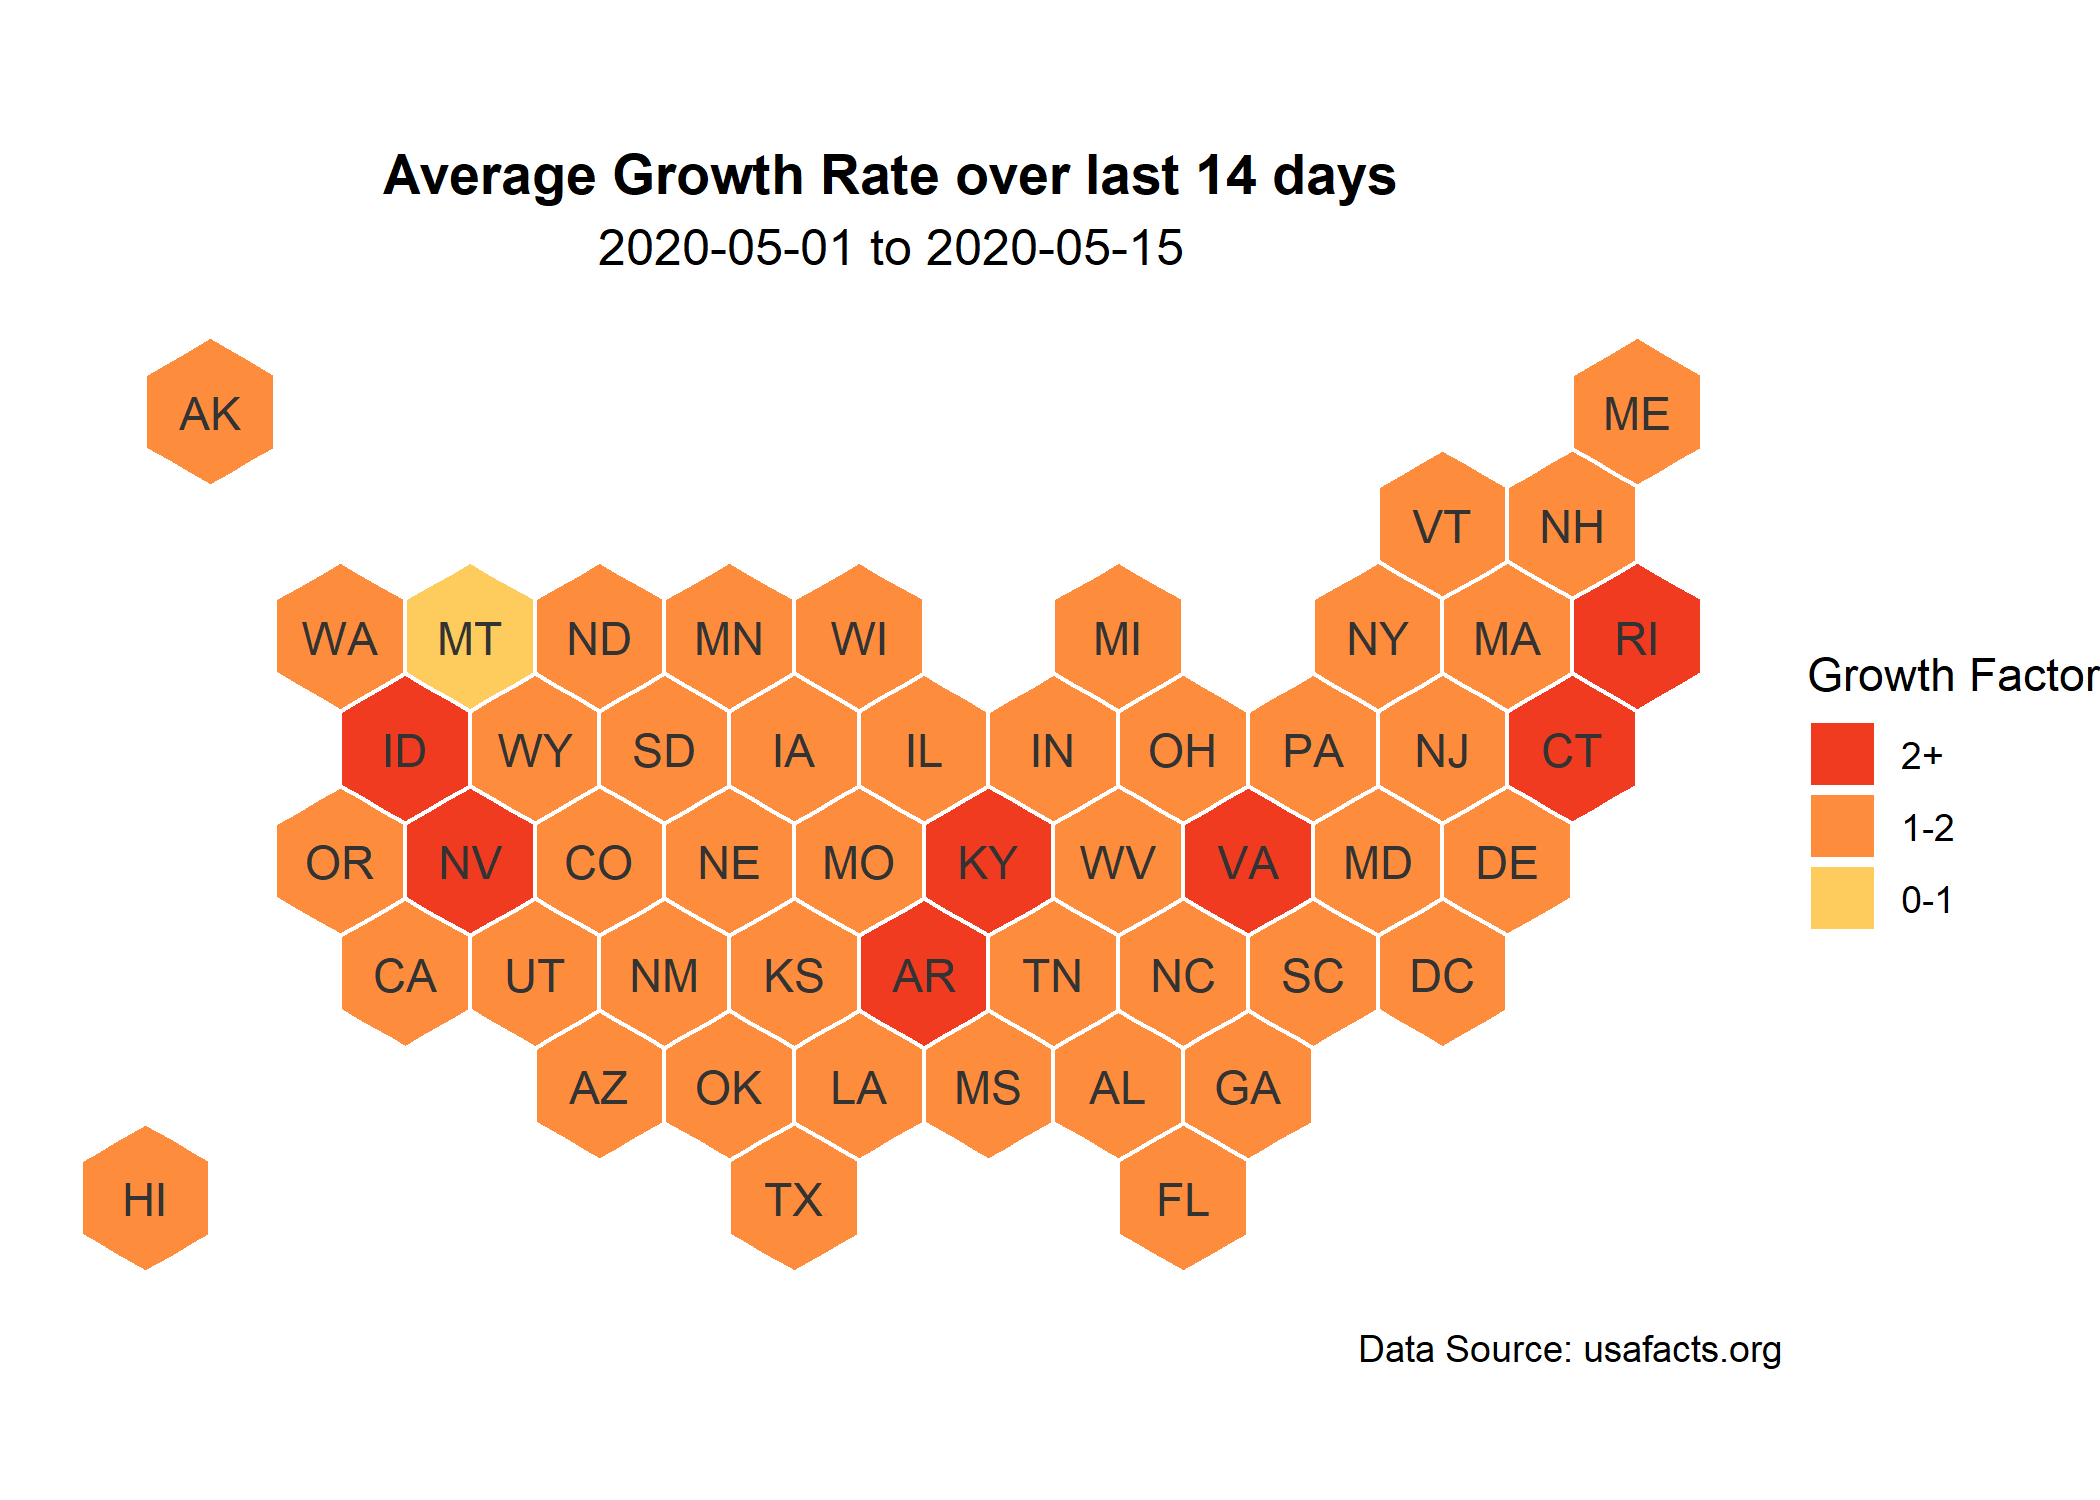 Average Growth Rate over last 14 days
2020-05-01 to 2020-05-15
AK
ME
VT NH
WA MT ND MN WI MI NY MA RI
ID WY SD IA IL IN OH PA NJ CT
OR NV CO NE MO KY WV VA MD DE
CA UT NM KS AR TN NC SC DC
AZ OK LA MS AL GA
HI TX FL
Growth Factor
2+
1-2
0-1
Data Source: usafacts.org